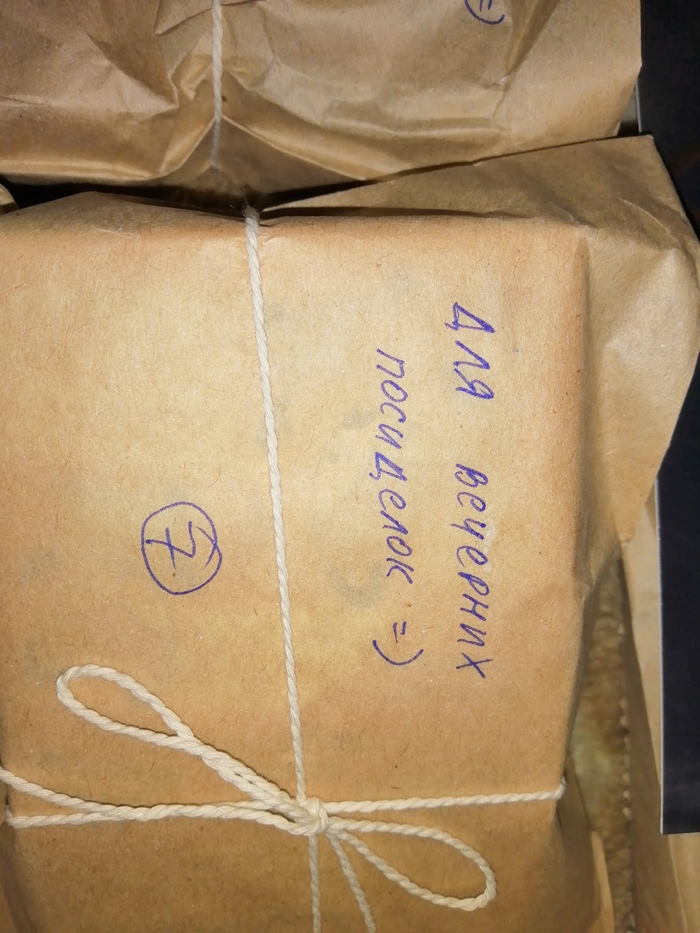 =)
для вечерних
посиделок =)
7